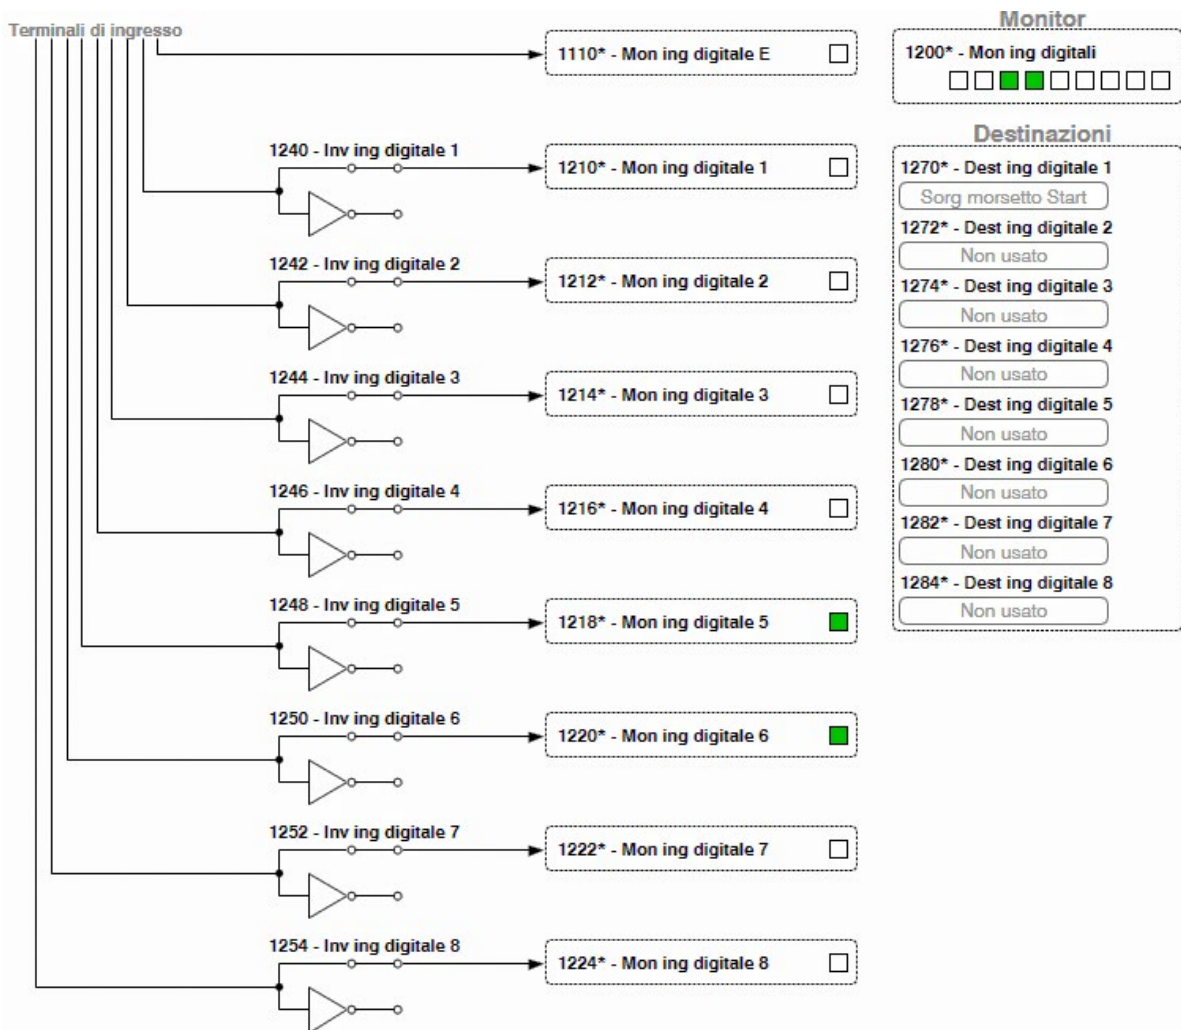 Terminali di ingresso
1110* - Mon ing digitale E
1240 - Inv ing digitale 1
1210* - Mon ing digitale 1
1242 - Inv ing digitale 2
1212* - Mon ing digitale 2
1244 - Inv ing digitale 3
1214* - Mon ing digitale 3
1246 - Inv ing digitale 4
1216* - Mon ing digitale 4
1248 - Inv ing digitale 5
1218* - Mon ing digitale 5
1250 - Inv ing digitale 6
1220* - Mon ing digitale 6
1252 - Inv ing digitale 7
1222* - Mon ing digitale 7
1254 - Inv ing digitale 8
1224* - Mon ing digitale 8
Monitor
1200* - Mon ing digitali
Destinazioni
1270* - Dest ing digitale 1
Sorg morsetto Start
1272* - Dest ing digitale 2
Non usato
1274* - Dest ing digitale 3
Non usato
1276* - Dest ing digitale 4
Non usato
1278* - Dest ing digitale 5
Non usato
1280* - Dest ing digitale 6
Non usato
1282* - Dest ing digitale 7
Non usato
1284* - Dest ing digitale 8
Non usato